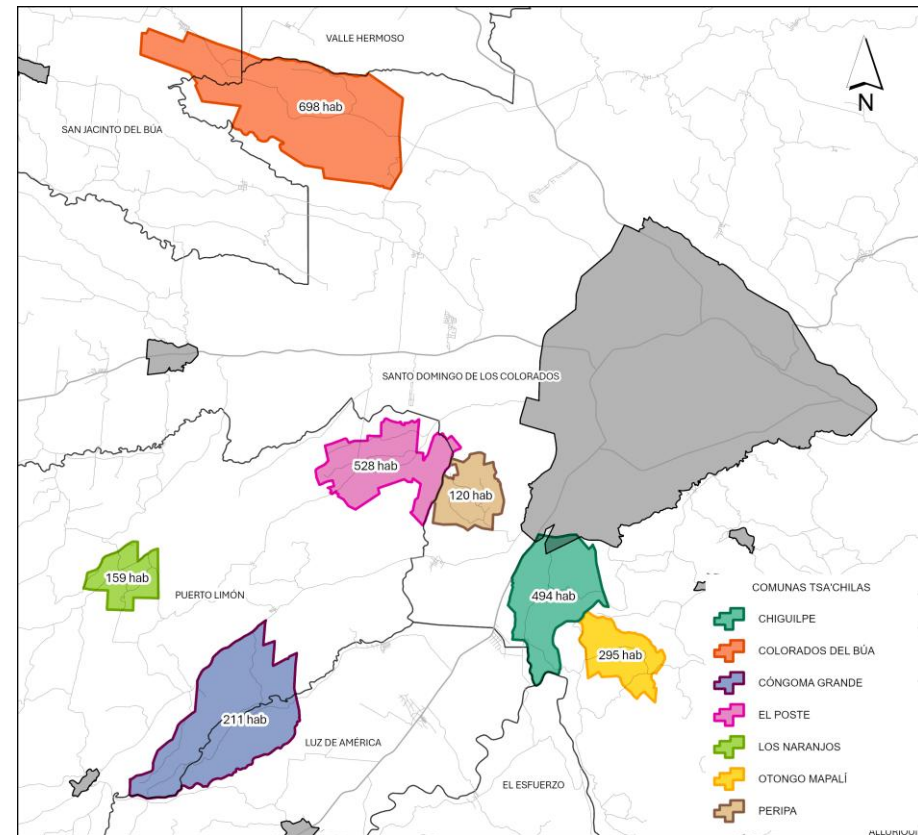 VALLE HERMOSO
N
698 hab
SAN JACINTO DEL BÚA
SANTO DOMINGO DE LOS COLORADOS
528 hab
120 hab
159 hab
PUERTO LIMÓN
494 hab
295 hab
211 hab
LUZ DE AMÉRICA
EL ESFUERZO
COMUNAS TSA'CHILAS
CHIGUILPE
COLORADOS DEL BÚA
CÓNGOMA GRANDE
EL POSTE
LOS NARANJOS
OTONGO MAPALÍ
PERIPA